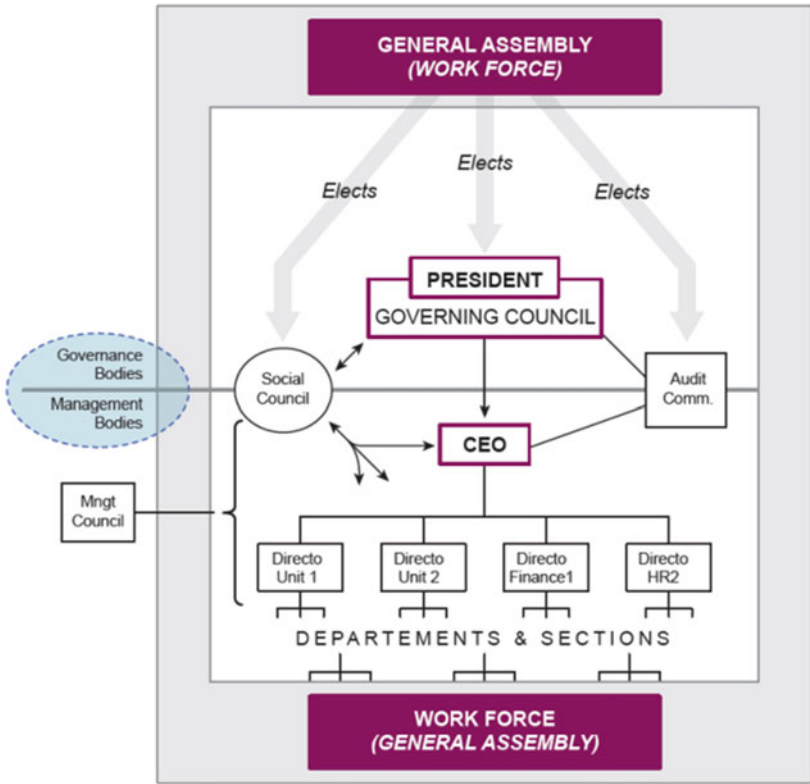 GENERAL ASSEMBLY
(WORK FORCE)
Elects
Elects
Elects
PRESIDENT
GOVERNING COUNCIL
Governance
Bodies
Management
Bodies
Social
Council
Audit
Comm.
CEO
Mngt
Council
Directo
Unit 1
Directo
Unit 2
Directo
Finance1
Directo
HR2
DEPARTEMENTS & SECTIONS
WORK FORCE
(GENERAL ASSEMBLY)